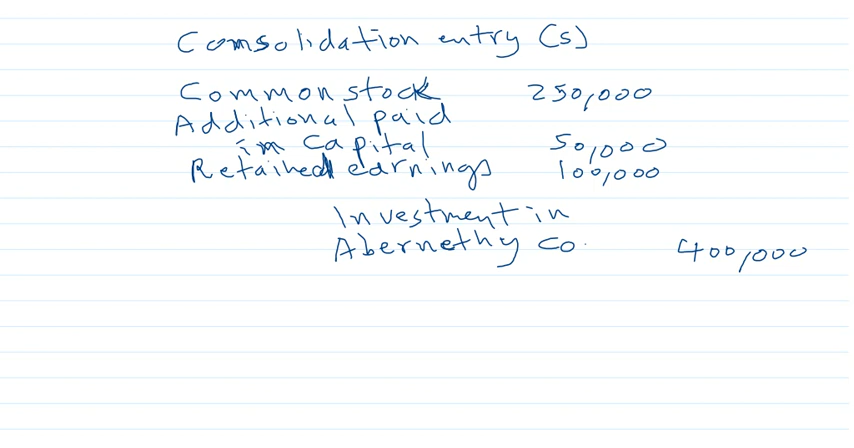 Consolidation entry (s)
Common stock 250,000
Additional paid
in capital 50,000
Retained earnings 100,000
Investment in
Abernethy Co. 400,000